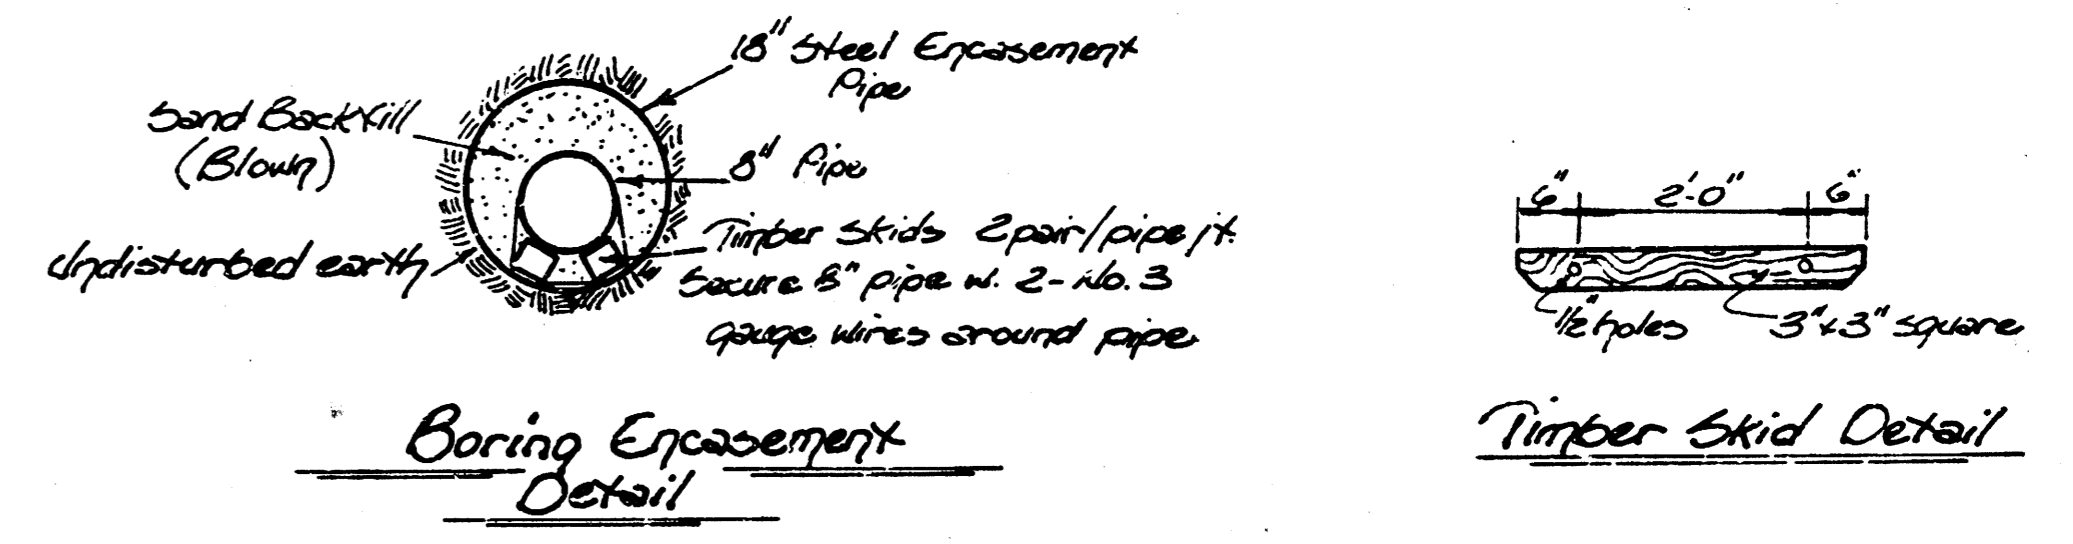 18" Steel Encasement
Pipe
Sand Backfill
(Blown)
8" Pipe
Timber Skids 2 pair/pipe jt.
Secure 8" pipe w. 2-No. 3
gauge wires around pipe
Undisturbed earth
Boring Encasement
Detail
6" 2'-0" 6"
1/2" holes
3"x3" square
Timber Skid Detail